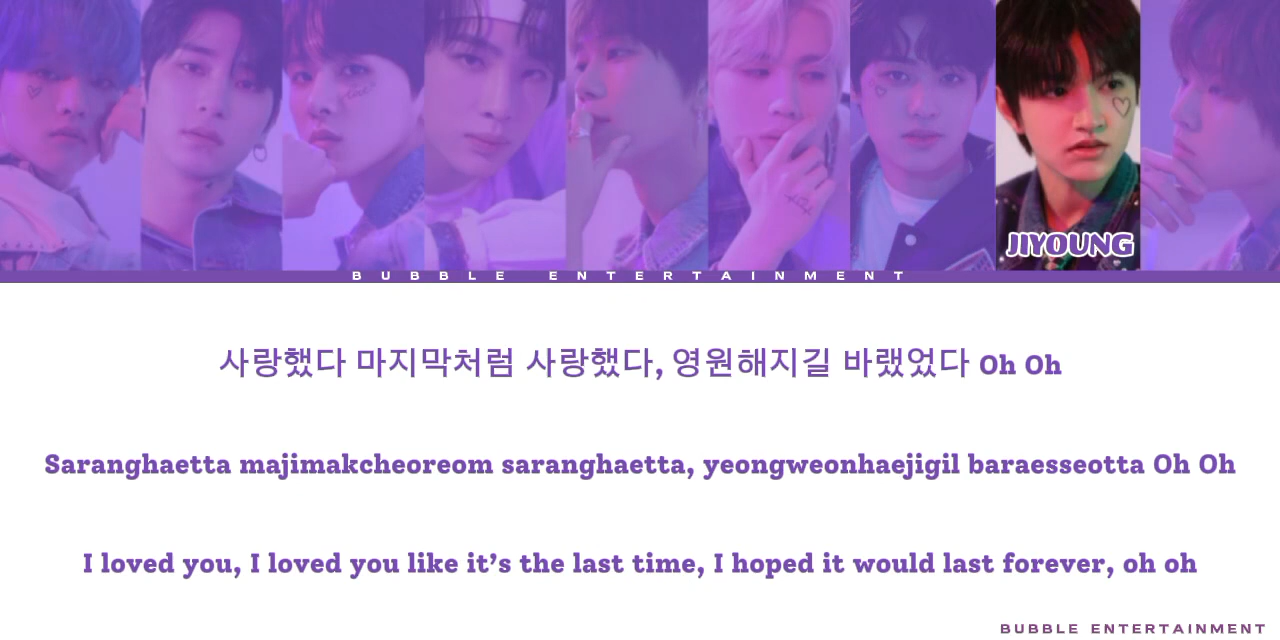 JIYOUNG
BUBBLE ENTERTAINMENT
사랑했다 마지막처럼 사랑했다, 영원해지길 바랬었다 Oh Oh
Saranghaetta majimakcheoreom saranghaetta, yeongweonhaejigil baraesseotta Oh Oh
I loved you, I loved you like it's the last time, I hoped it would last forever, oh oh
BUBBLE ENTERTAINMENT